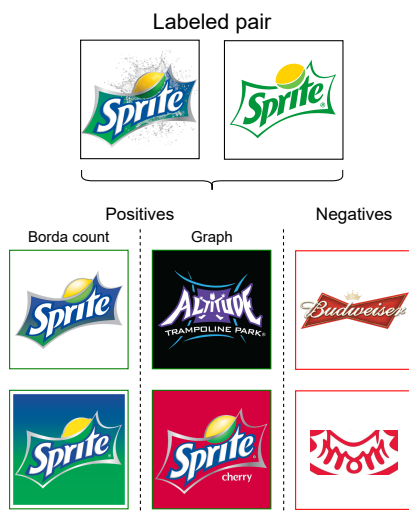 Labeled pair
Sprite
Sprite
Positives
Negatives
Borda count
Graph
Sprite
ALTITUDE
TRAMPOLINE PARK
Budweiser
Sprite
Sprite
cherry